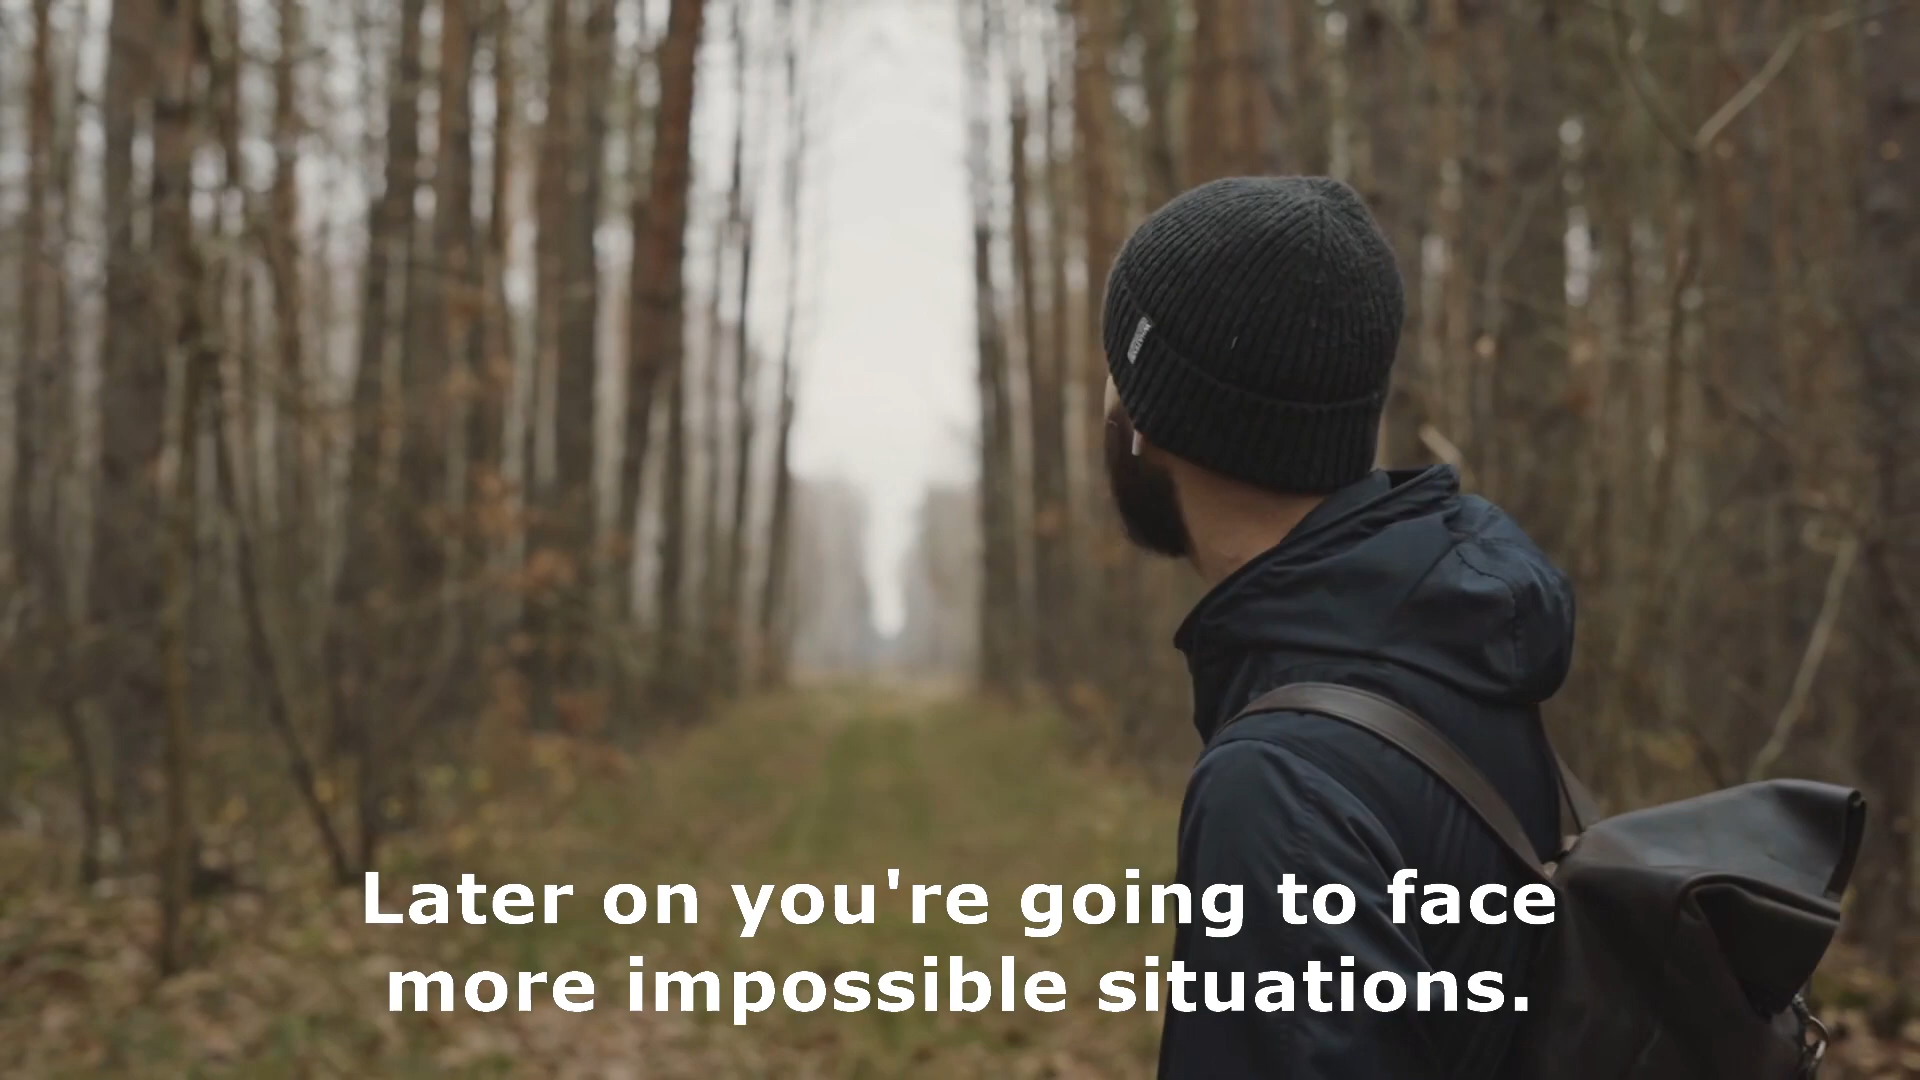 Later on you're going to face
more impossible situations.